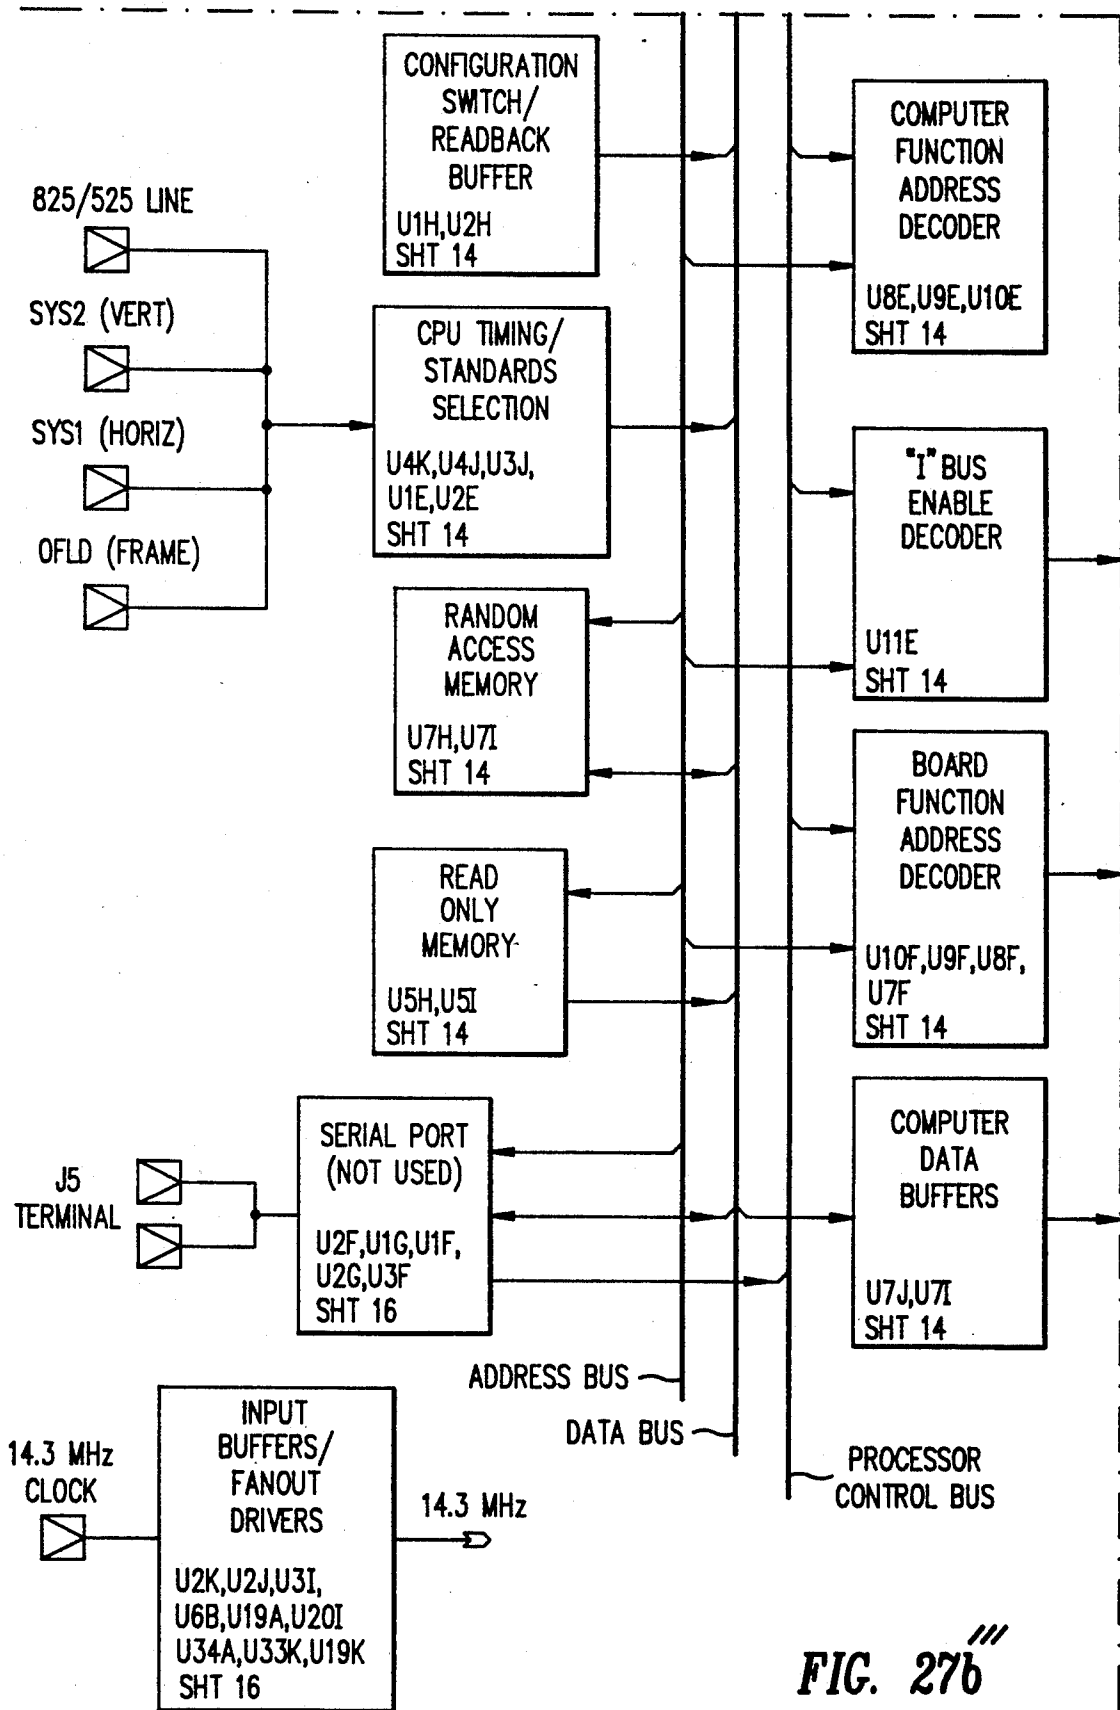 CONFIGURATION
SWITCH/
READBACK
BUFFER
U1H,U2H
SHT 14
COMPUTER
FUNCTION
ADDRESS
DECODER
U8E,U9E,U10E
SHT 14
825/525 LINE
SYS2 (VERT)
SYS1 (HORIZ)
OFLD (FRAME)
CPU TIMING/
STANDARDS
SELECTION
U4K,U4J,U3J,
U1E,U2E
SHT 14
"I" BUS
ENABLE
DECODER
U11E
SHT 14
RANDOM
ACCESS
MEMORY
U7H,U7I
SHT 14
BOARD
FUNCTION
ADDRESS
DECODER
U10F,U9F,U8F,
U7F
SHT 14
READ
ONLY
MEMORY
U5H,U5I
SHT 14
J5
TERMINAL
SERIAL PORT
(NOT USED)
U2F,U1G,U1F,
U2G,U3F
SHT 16
COMPUTER
DATA
BUFFERS
U7J,U7I
SHT 14
ADDRESS BUS
DATA BUS
PROCESSOR
CONTROL BUS
14.3 MHz
CLOCK
INPUT
BUFFERS/
FANOUT
DRIVERS
U2K,U2J,U3I,
U6B,U19A,U20I
U34A,U33K,U19K
SHT 16
14.3 MHz
FIG. 27b'''